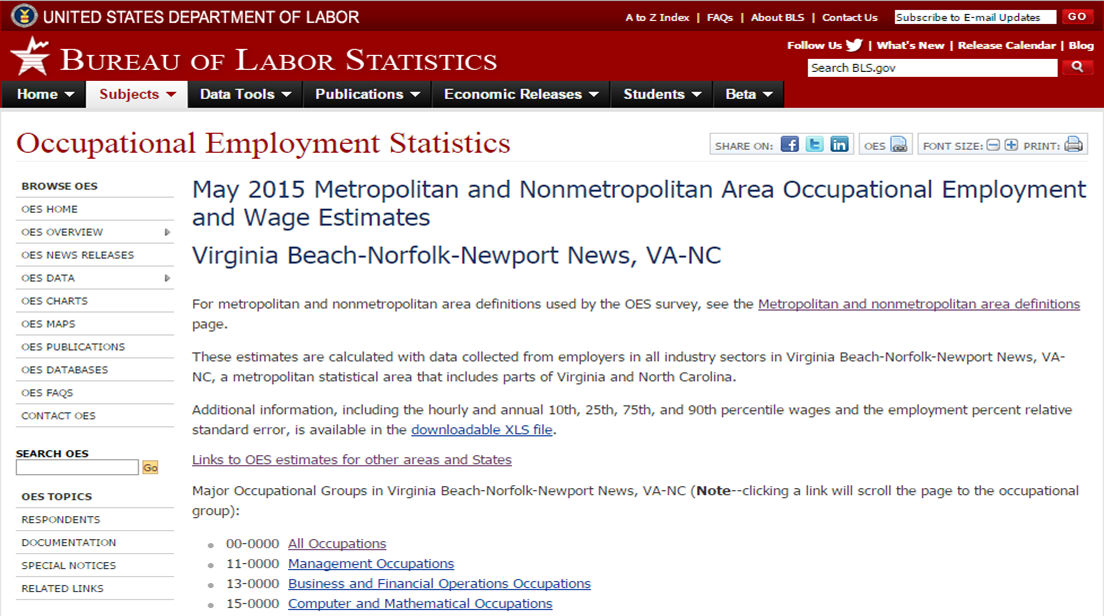 UNITED STATES DEPARTMENT OF LABOR
A to Z Index | FAQs | About BLS | Contact Us
Subscribe to E-mail Updates GO
BUREAU OF LABOR STATISTICS
Follow Us | What's New | Release Calendar | Blog
Search BLS.gov
Home Subjects Data Tools Publications Economic Releases Students Beta
Occupational Employment Statistics
SHARE ON: OES FONT SIZE: PRINT:
BROWSE OES
OES HOME
OES OVERVIEW
OES NEWS RELEASES
OES DATA
OES CHARTS
OES MAPS
OES PUBLICATIONS
OES DATABASES
OES FAQS
CONTACT OES
SEARCH OES
Go
OES TOPICS
RESPONDENTS
DOCUMENTATION
SPECIAL NOTICES
RELATED LINKS
May 2015 Metropolitan and Nonmetropolitan Area Occupational Employment
and Wage Estimates
Virginia Beach-Norfolk-Newport News, VA-NC
For metropolitan and nonmetropolitan area definitions used by the OES survey, see the Metropolitan and nonmetropolitan area definitions
page.
These estimates are calculated with data collected from employers in all industry sectors in Virginia Beach-Norfolk-Newport News, VA-
NC, a metropolitan statistical area that includes parts of Virginia and North Carolina.
Additional information, including the hourly and annual 10th, 25th, 75th, and 90th percentile wages and the employment percent relative
standard error, is available in the downloadable XLS file.
Links to OES estimates for other areas and States
Major Occupational Groups in Virginia Beach-Norfolk-Newport News, VA-NC (Note--clicking a link will scroll the page to the occupational
group):
00-0000 All Occupations
11-0000 Management Occupations
13-0000 Business and Financial Operations Occupations
15-0000 Computer and Mathematical Occupations